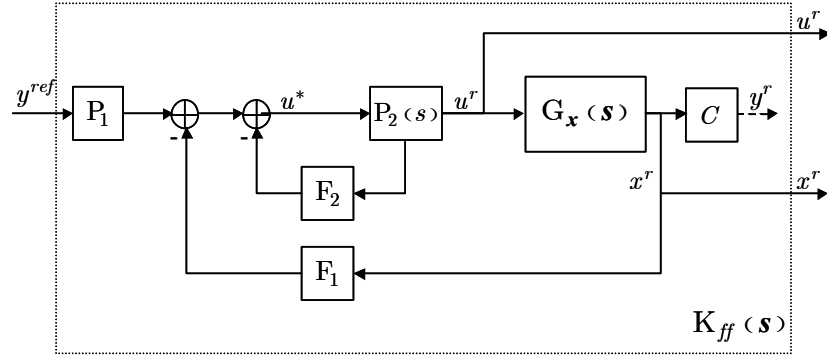 u^r
y^ref
P_1
-
-
u*
P_2(s)
u^r
G_x(s)
C
y^r
F_2
x^r
x^r
F_1
K_ff(s)